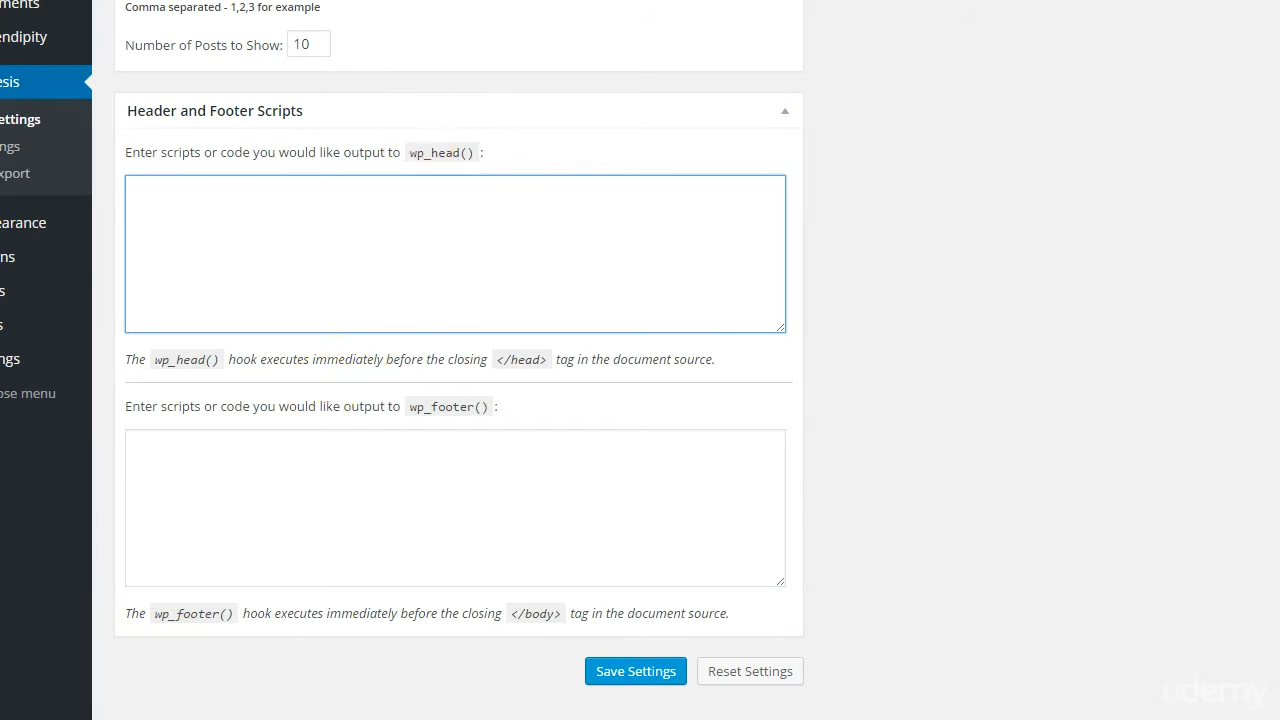 ments
Comma separated - 1,2,3 for example
endipity
Number of Posts to Show: 10
esis
Header and Footer Scripts
ettings
ngs
Enter scripts or code you would like output to wp_head() :
xport
earance
ns
s
s
ngs
The wp_head() hook executes immediately before the closing </head> tag in the document source.
ose menu
Enter scripts or code you would like output to wp_footer() :
The wp_footer() hook executes immediately before the closing </body> tag in the document source.
Save Settings Reset Settings
udemy